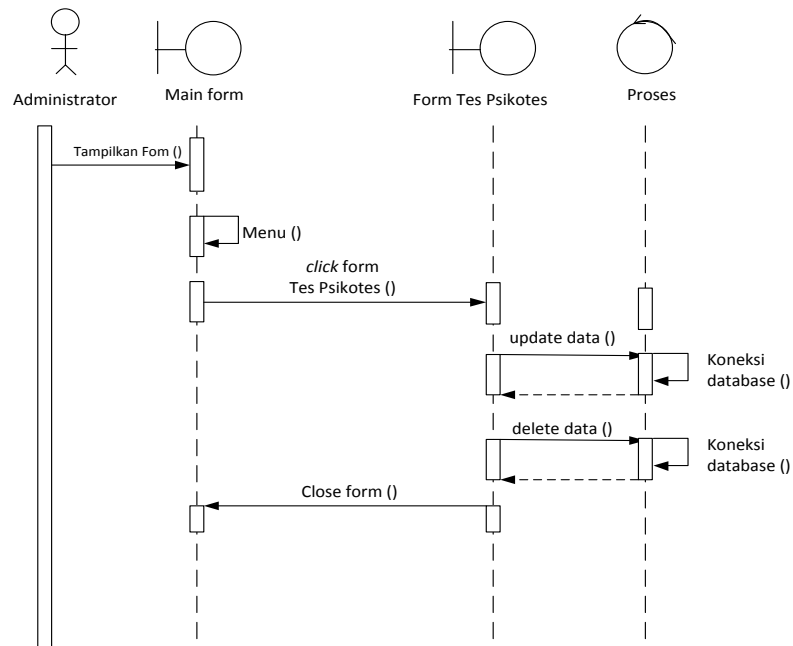 Administrator
Main form
Form Tes Psikotes
Proses
Tampilkan Fom ()
Menu ()
click form
Tes Psikotes ()
update data ()
Koneksi
database ()
delete data ()
Koneksi
database ()
Close form ()